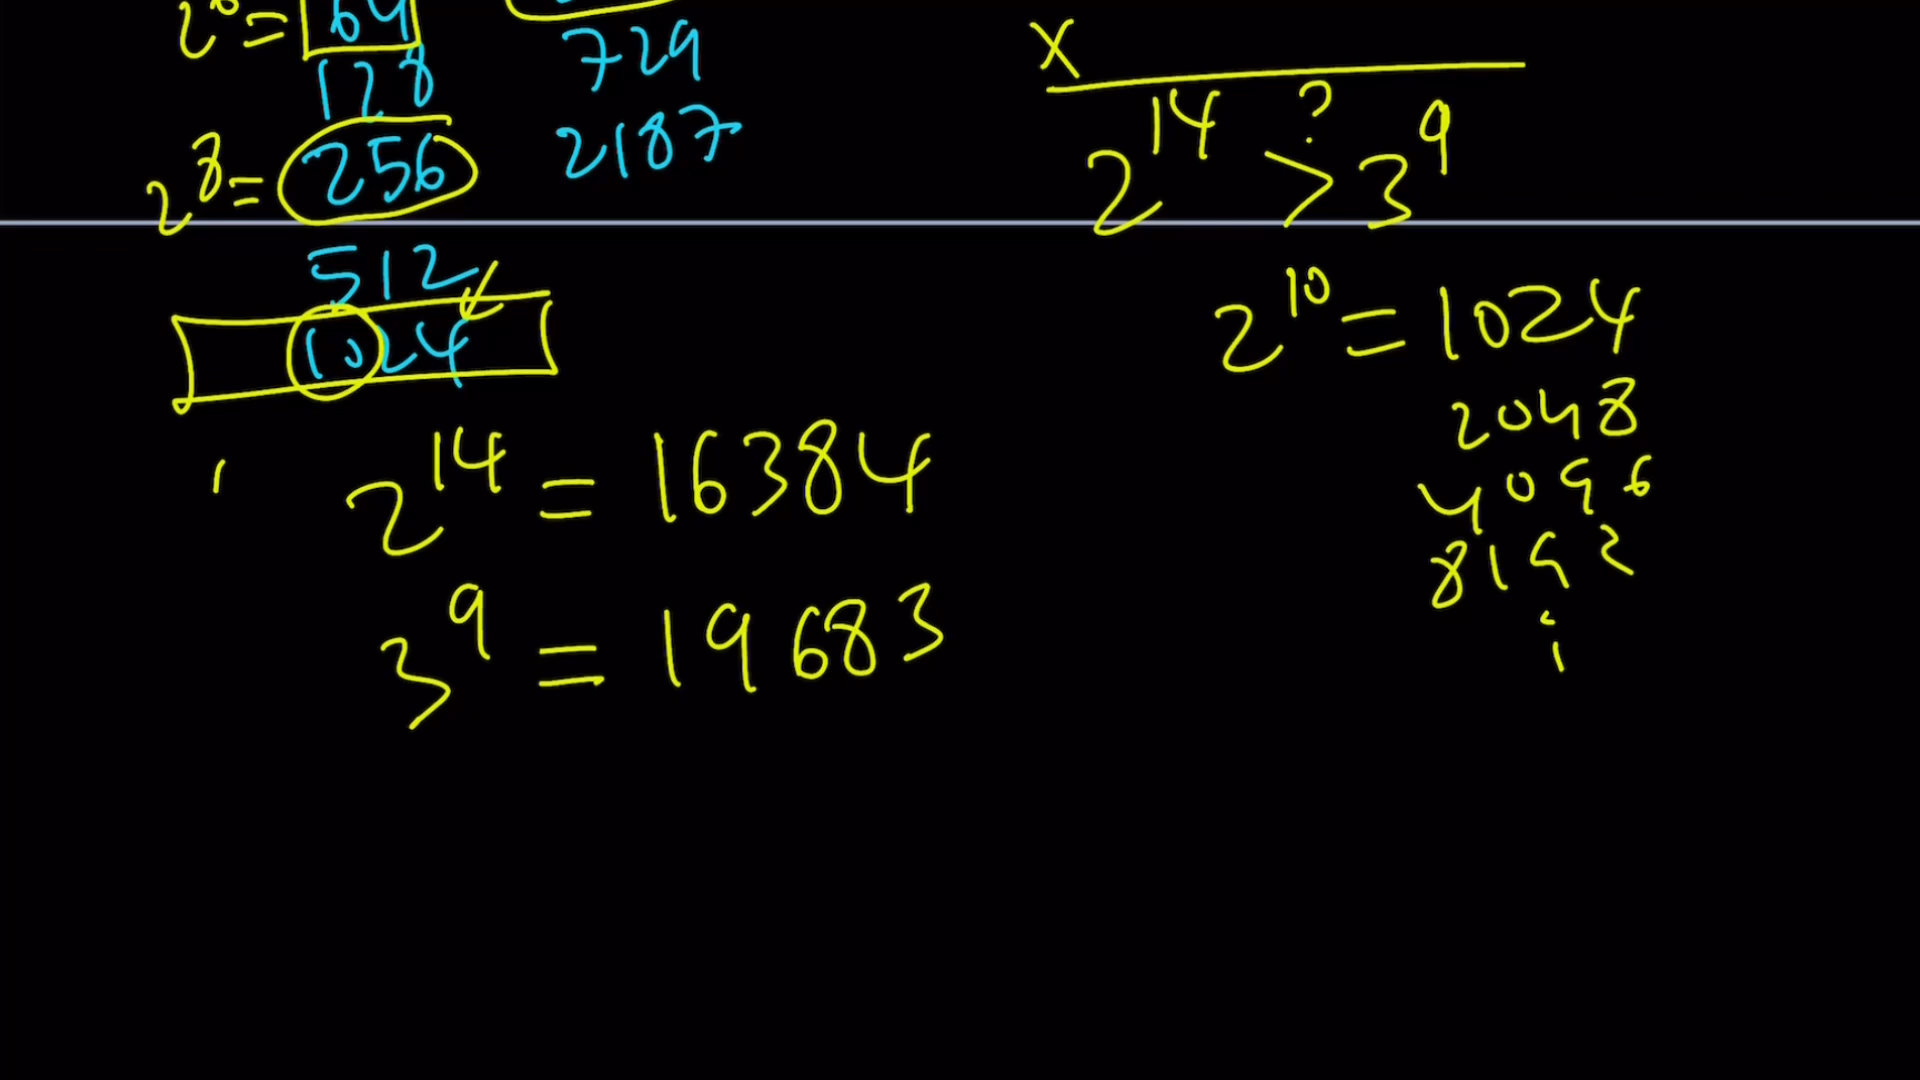 2⁶ = 64
128
2⁸ = 256
512
1024
729
2187
x
2¹⁴ >? 3⁹
2¹⁰ = 1024
2048
4096
8192
2¹⁴ = 16384
3⁹ = 19683